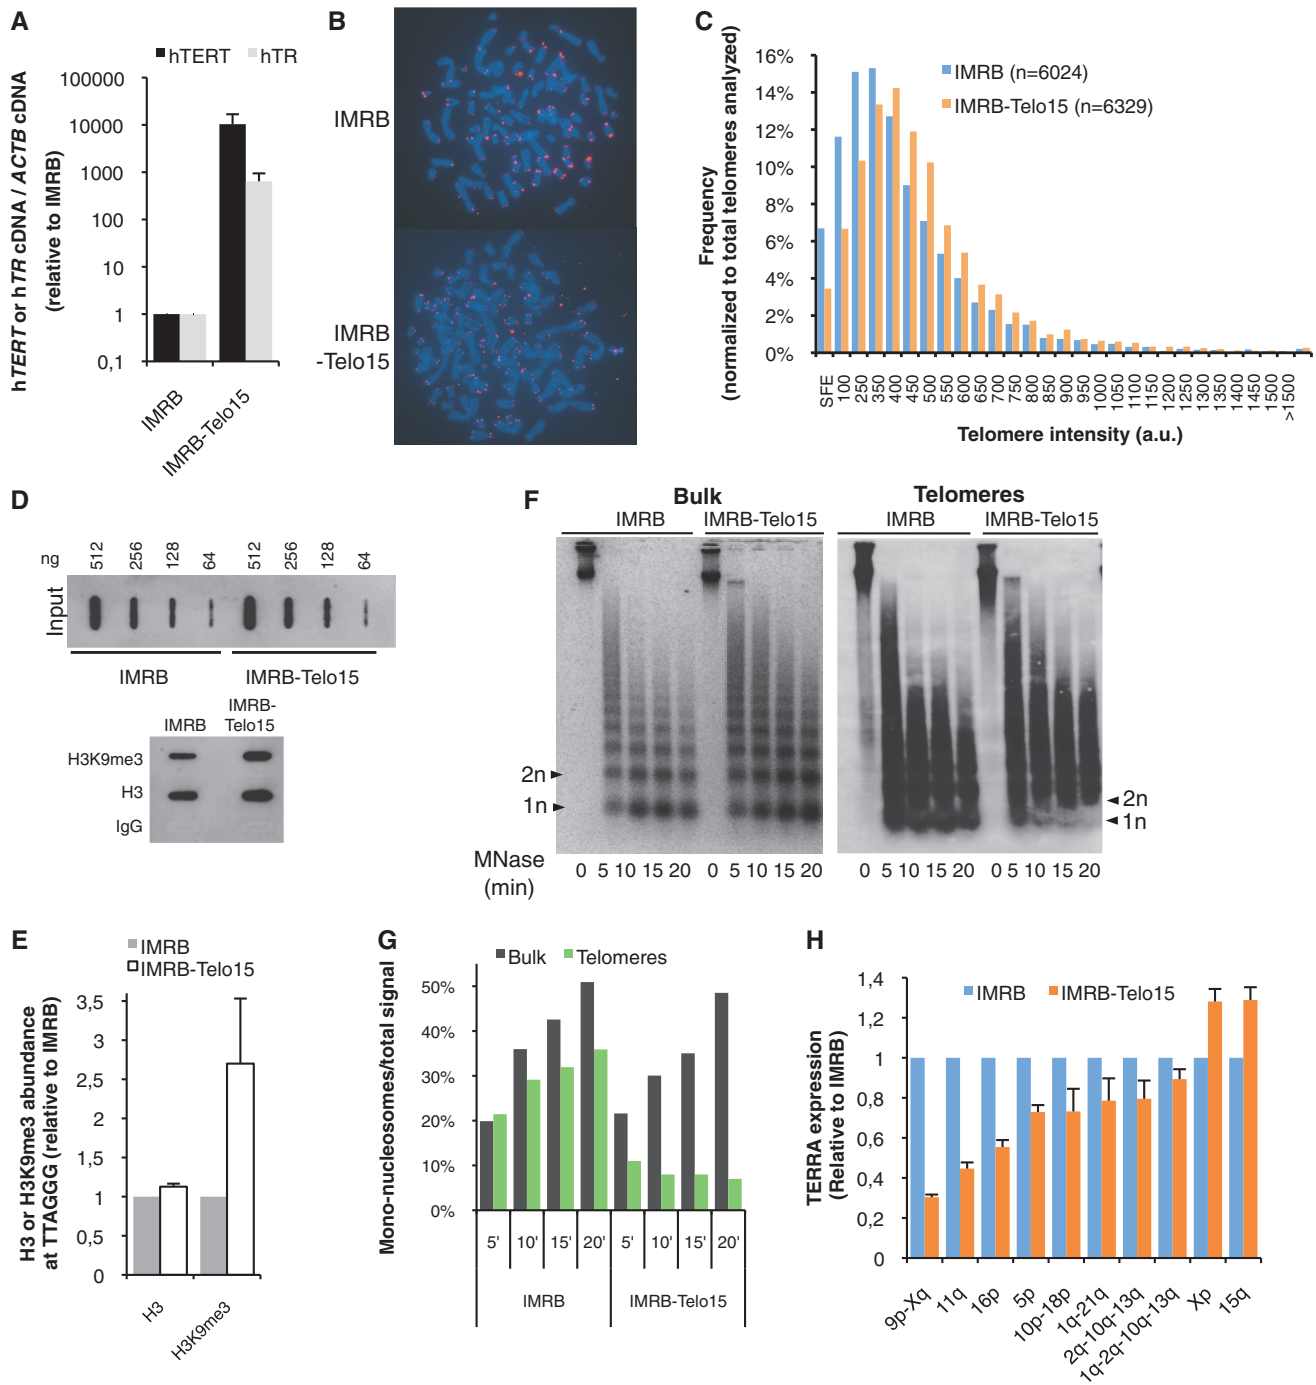 A
hTERT hTR
hTERT or hTR cDNA / ACTB cDNA
(relative to IMRB)
100000
10000
1000
100
10
1
0,1
IMRB
IMRB-Telo15
B
IMRB
IMRB
-Telo15
C
Frequency
(normalized to total telomeres analyzed)
16%
14%
12%
10%
8%
6%
4%
2%
0%
IMRB (n=6024)
IMRB-Telo15 (n=6329)
SFE
100
250
350
400
450
500
550
600
650
700
750
800
850
900
950
1000
1100
1150
1200
1250
1300
1350
1400
1450
1500
>1500
Telomere intensity (a.u.)
D
ng
512
256
128
64
512
256
128
64
Input
IMRB
IMRB-Telo15
IMRB
IMRB-
Telo15
H3K9me3
H3
IgG
F
Bulk
Telomeres
IMRB
IMRB-Telo15
IMRB
IMRB-Telo15
2n
1n
2n
1n
MNase
(min)
0 5 10 15 20 0 5 10 15 20
0 5 10 15 20 0 5 10 15 20
E
IMRB
IMRB-Telo15
H3 or H3K9me3 abundance
at TTAGGG (relative to IMRB)
3,5
3
2,5
2
1,5
1
0,5
0
H3
H3K9me3
G
Bulk Telomeres
Mono-nucleosomes/total signal
50%
40%
30%
20%
10%
0%
5' 10' 15' 20' 5' 10' 15' 20'
IMRB IMRB-Telo15
H
IMRB IMRB-Telo15
TERRA expression
(Relative to IMRB)
1,4
1,2
1
0,8
0,6
0,4
0,2
0
9p-Xq
11q
16p
5p
10p-18p
1q-21q
2q-10q-13q
1q-2q-10q-13q
Xp
15q